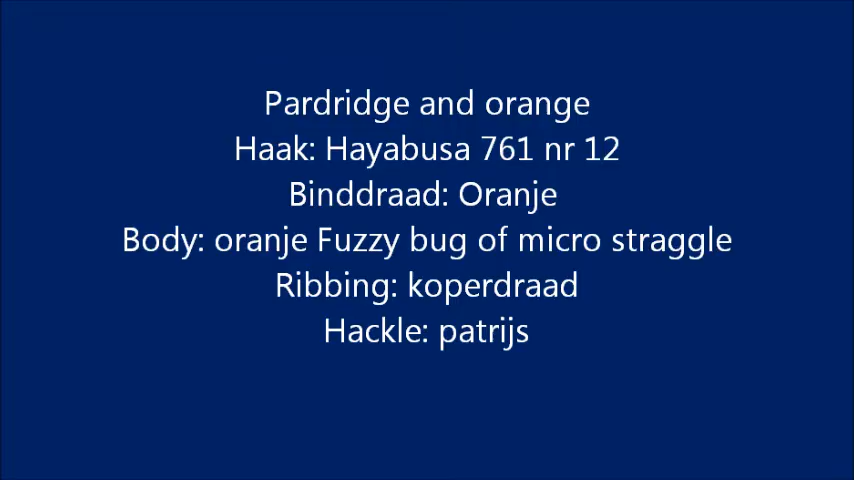 Pardridge and orange
Haak: Hayabusa 761 nr 12
Binddraad: Oranje
Body: oranje Fuzzy bug of micro straggle
Ribbing: koperdraad
Hackle: patrijs